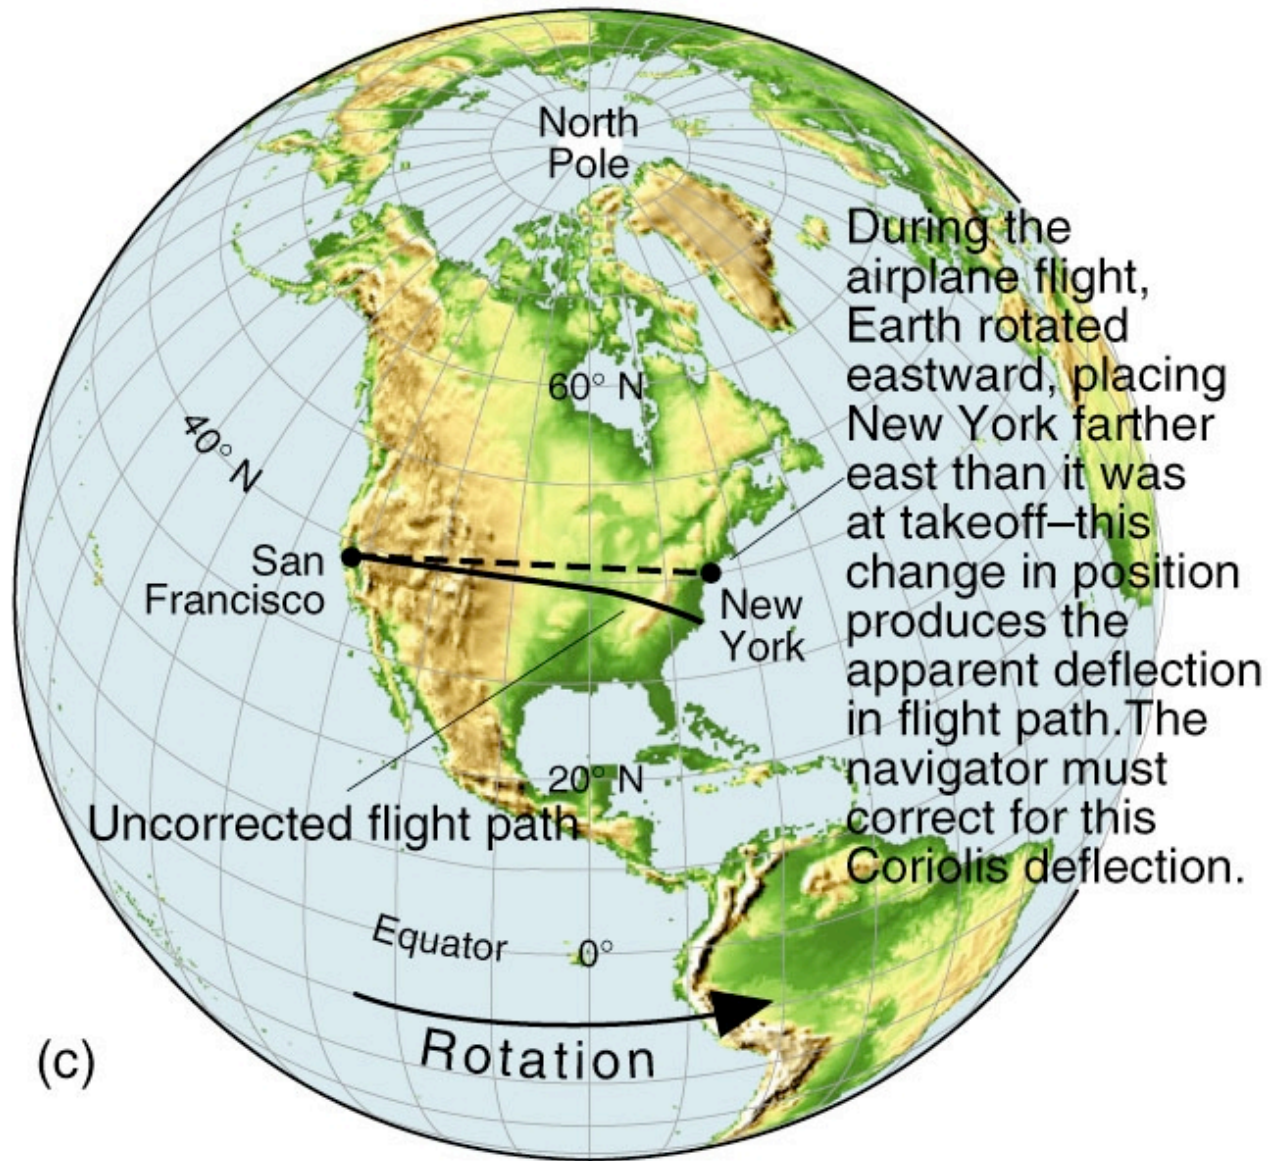 North
Pole
During the
airplane flight,
Earth rotated
eastward, placing
New York farther
east than it was
at takeoff–this
change in position
produces the
apparent deflection
in flight path.The
navigator must
correct for this
Coriolis deflection.
60° N
40° N
San
Francisco
New
York
20° N
Uncorrected flight path
Equator
0°
Rotation
(c)